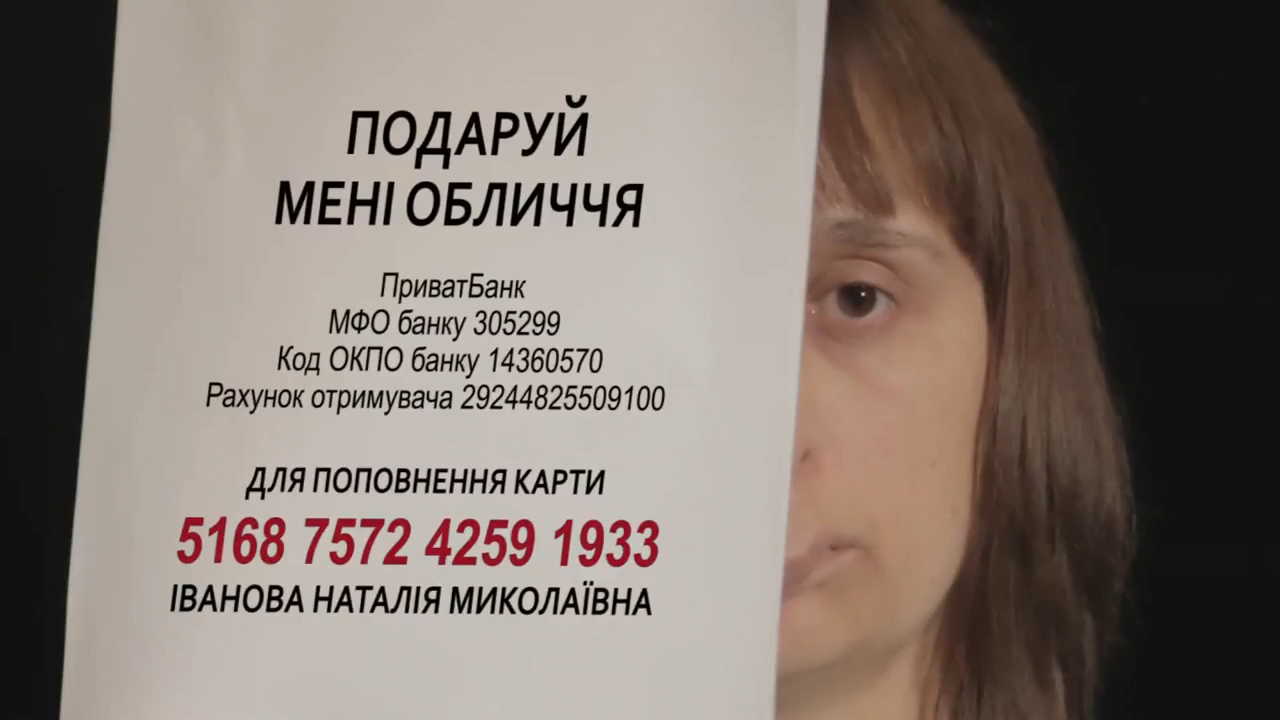 ПОДАРУЙ
МЕНІ ОБЛИЧЧЯ
ПриватБанк
МФО банку 305299
Код ОКПО банку 14360570
Рахунок отримувача 29244825509100
ДЛЯ ПОПОВНЕННЯ КАРТИ
5168 7572 4259 1933
ІВАНОВА НАТАЛІЯ МИКОЛАЇВНА